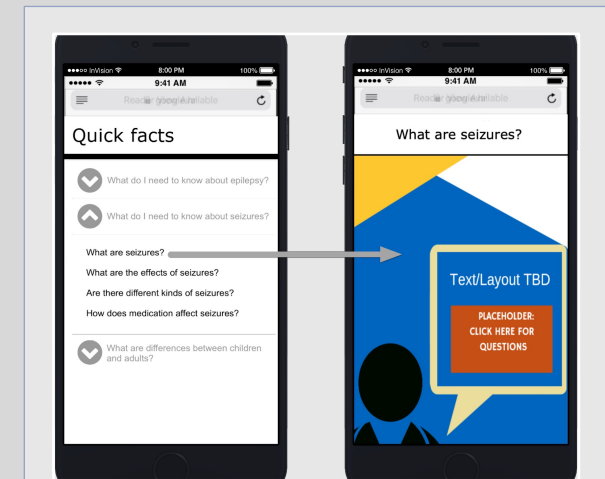 InVision 8:00 PM 100%
9:41 AM
Quick facts
What do I need to know about epilepsy?
What do I need to know about seizures?
What are seizures?
What are the effects of seizures?
Are there different kinds of seizures?
How does medication affect seizures?
What are differences between children
and adults?
InVision 8:00 PM 100%
9:41 AM
What are seizures?
Text/Layout TBD
PLACEHOLDER:
CLICK HERE FOR
QUESTIONS